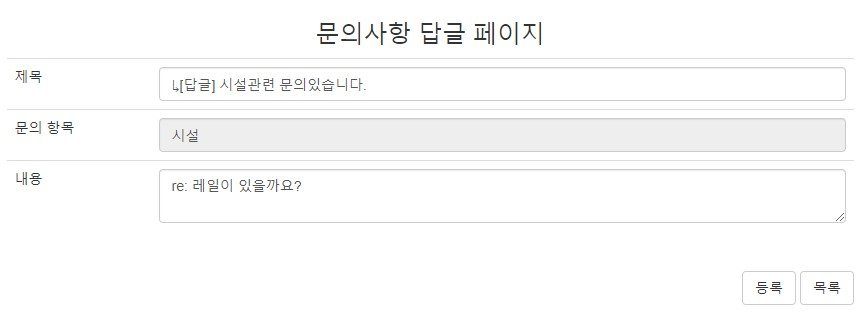 문의사항 답글 페이지
제목
↳[답글] 시설관련 문의있습니다.
문의 항목
시설
내용
re: 레일이 있을까요?
등록 목록